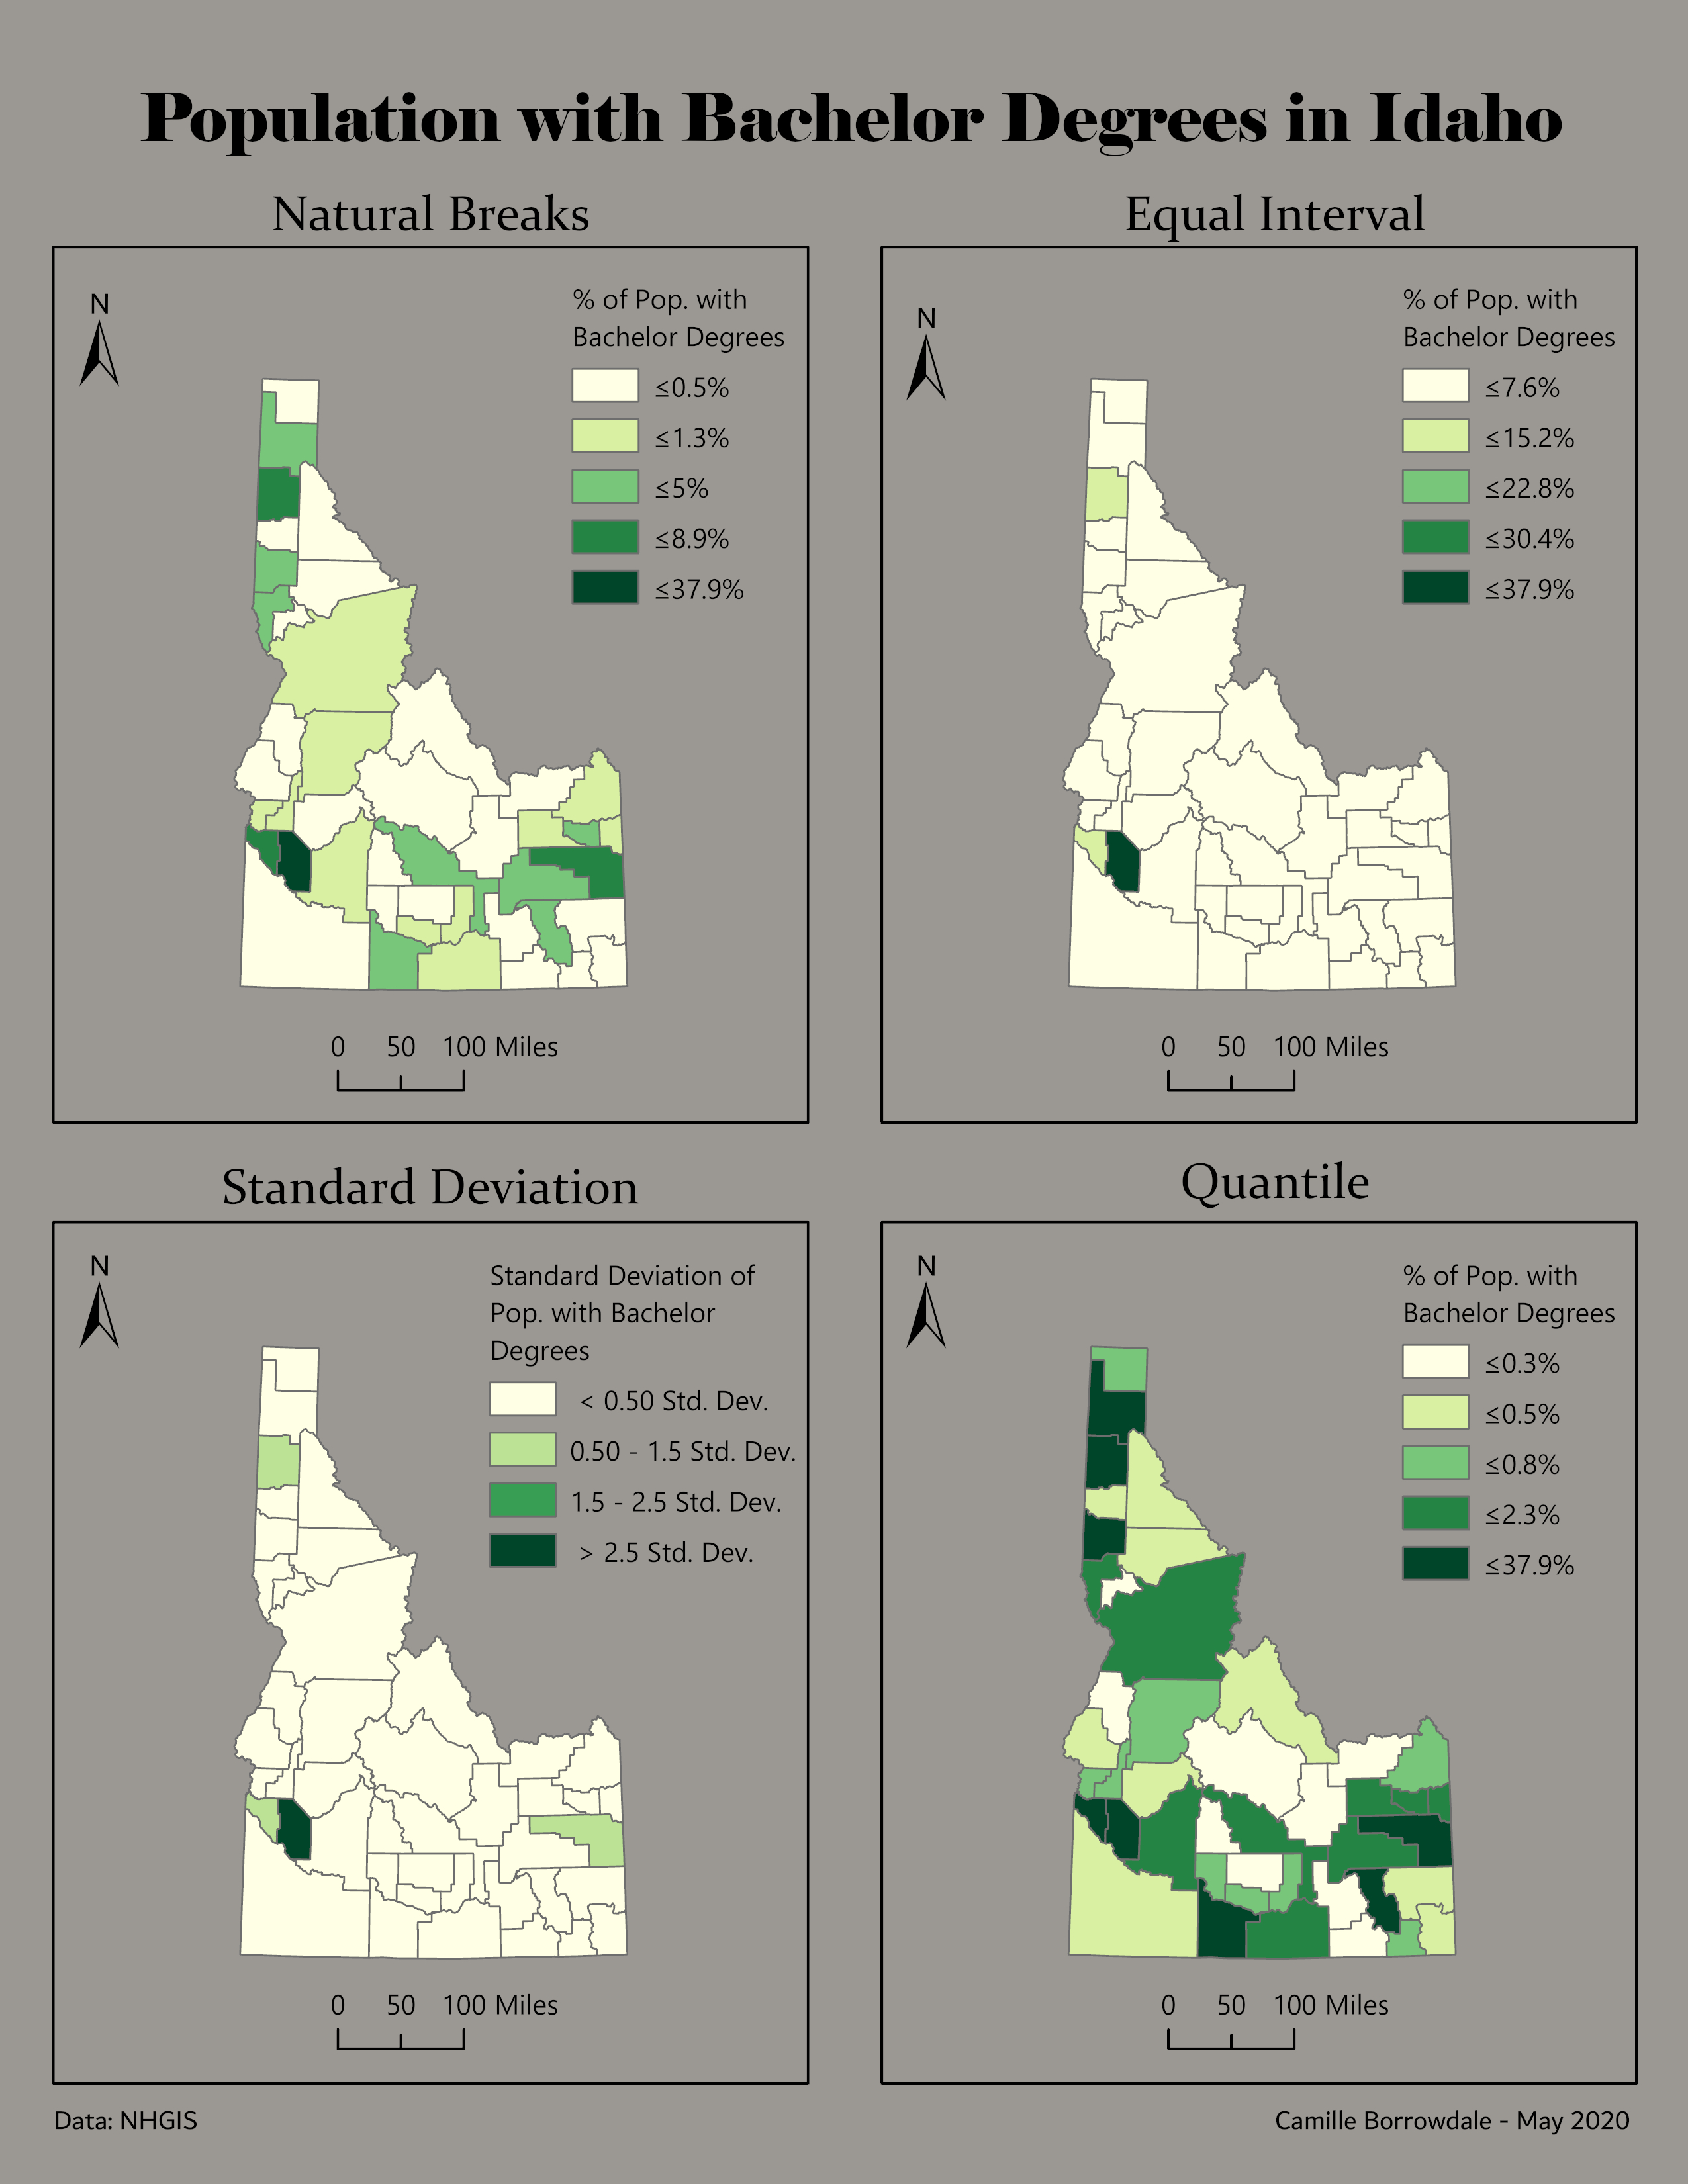 Population with Bachelor Degrees in Idaho
Natural Breaks
N
% of Pop. with
Bachelor Degrees
≤0.5%
≤1.3%
≤5%
≤8.9%
≤37.9%
0 50 100 Miles
Equal Interval
N
% of Pop. with
Bachelor Degrees
≤7.6%
≤15.2%
≤22.8%
≤30.4%
≤37.9%
0 50 100 Miles
Standard Deviation
N
Standard Deviation of
Pop. with Bachelor
Degrees
< 0.50 Std. Dev.
0.50 - 1.5 Std. Dev.
1.5 - 2.5 Std. Dev.
> 2.5 Std. Dev.
0 50 100 Miles
Quantile
N
% of Pop. with
Bachelor Degrees
≤0.3%
≤0.5%
≤0.8%
≤2.3%
≤37.9%
0 50 100 Miles
Data: NHGIS
Camille Borrowdale - May 2020